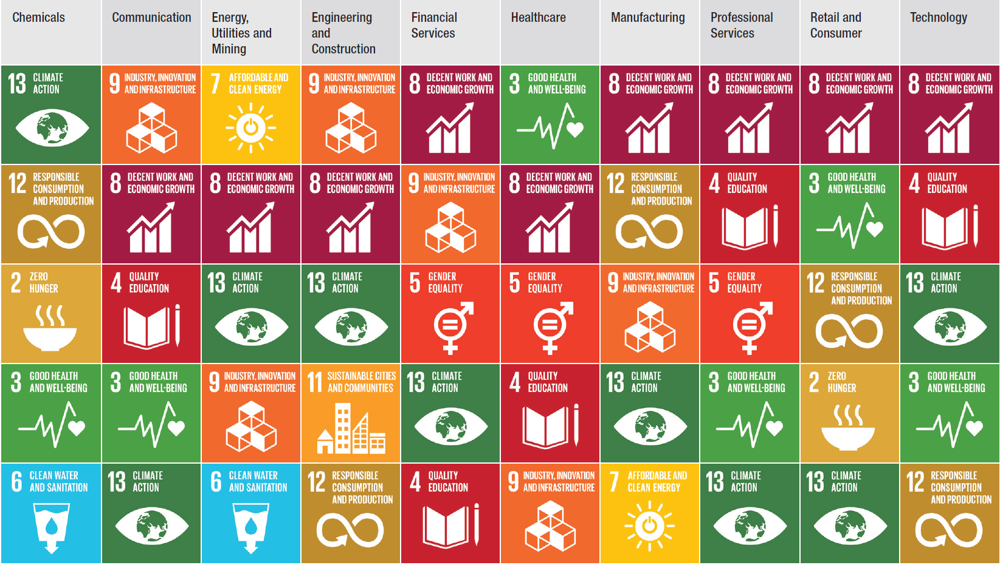 Chemicals
Communication
Energy,
Utilities and
Mining
Engineering
and
Construction
Financial
Services
Healthcare
Manufacturing
Professional
Services
Retail and
Consumer
Technology
13 CLIMATE
ACTION
9 INDUSTRY, INNOVATION
AND INFRASTRUCTURE
7 AFFORDABLE AND
CLEAN ENERGY
9 INDUSTRY, INNOVATION
AND INFRASTRUCTURE
8 DECENT WORK AND
ECONOMIC GROWTH
3 GOOD HEALTH
AND WELL-BEING
8 DECENT WORK AND
ECONOMIC GROWTH
8 DECENT WORK AND
ECONOMIC GROWTH
8 DECENT WORK AND
ECONOMIC GROWTH
8 DECENT WORK AND
ECONOMIC GROWTH
12 RESPONSIBLE
CONSUMPTION
AND PRODUCTION
8 DECENT WORK AND
ECONOMIC GROWTH
8 DECENT WORK AND
ECONOMIC GROWTH
8 DECENT WORK AND
ECONOMIC GROWTH
9 INDUSTRY, INNOVATION
AND INFRASTRUCTURE
8 DECENT WORK AND
ECONOMIC GROWTH
12 RESPONSIBLE
CONSUMPTION
AND PRODUCTION
4 QUALITY
EDUCATION
3 GOOD HEALTH
AND WELL-BEING
4 QUALITY
EDUCATION
2 ZERO
HUNGER
4 QUALITY
EDUCATION
13 CLIMATE
ACTION
13 CLIMATE
ACTION
5 GENDER
EQUALITY
5 GENDER
EQUALITY
9 INDUSTRY, INNOVATION
AND INFRASTRUCTURE
5 GENDER
EQUALITY
12 RESPONSIBLE
CONSUMPTION
AND PRODUCTION
13 CLIMATE
ACTION
3 GOOD HEALTH
AND WELL-BEING
3 GOOD HEALTH
AND WELL-BEING
9 INDUSTRY, INNOVATION
AND INFRASTRUCTURE
11 SUSTAINABLE CITIES
AND COMMUNITIES
13 CLIMATE
ACTION
4 QUALITY
EDUCATION
13 CLIMATE
ACTION
3 GOOD HEALTH
AND WELL-BEING
2 ZERO
HUNGER
3 GOOD HEALTH
AND WELL-BEING
6 CLEAN WATER
AND SANITATION
13 CLIMATE
ACTION
6 CLEAN WATER
AND SANITATION
12 RESPONSIBLE
CONSUMPTION
AND PRODUCTION
4 QUALITY
EDUCATION
9 INDUSTRY, INNOVATION
AND INFRASTRUCTURE
7 AFFORDABLE AND
CLEAN ENERGY
13 CLIMATE
ACTION
13 CLIMATE
ACTION
12 RESPONSIBLE
CONSUMPTION
AND PRODUCTION